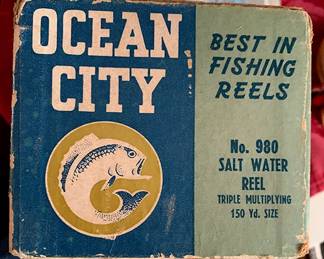 OCEAN
CITY
BEST IN
FISHING
REELS
No. 980
SALT WATER
REEL
TRIPLE MULTIPLYING
150 Yd. SIZE